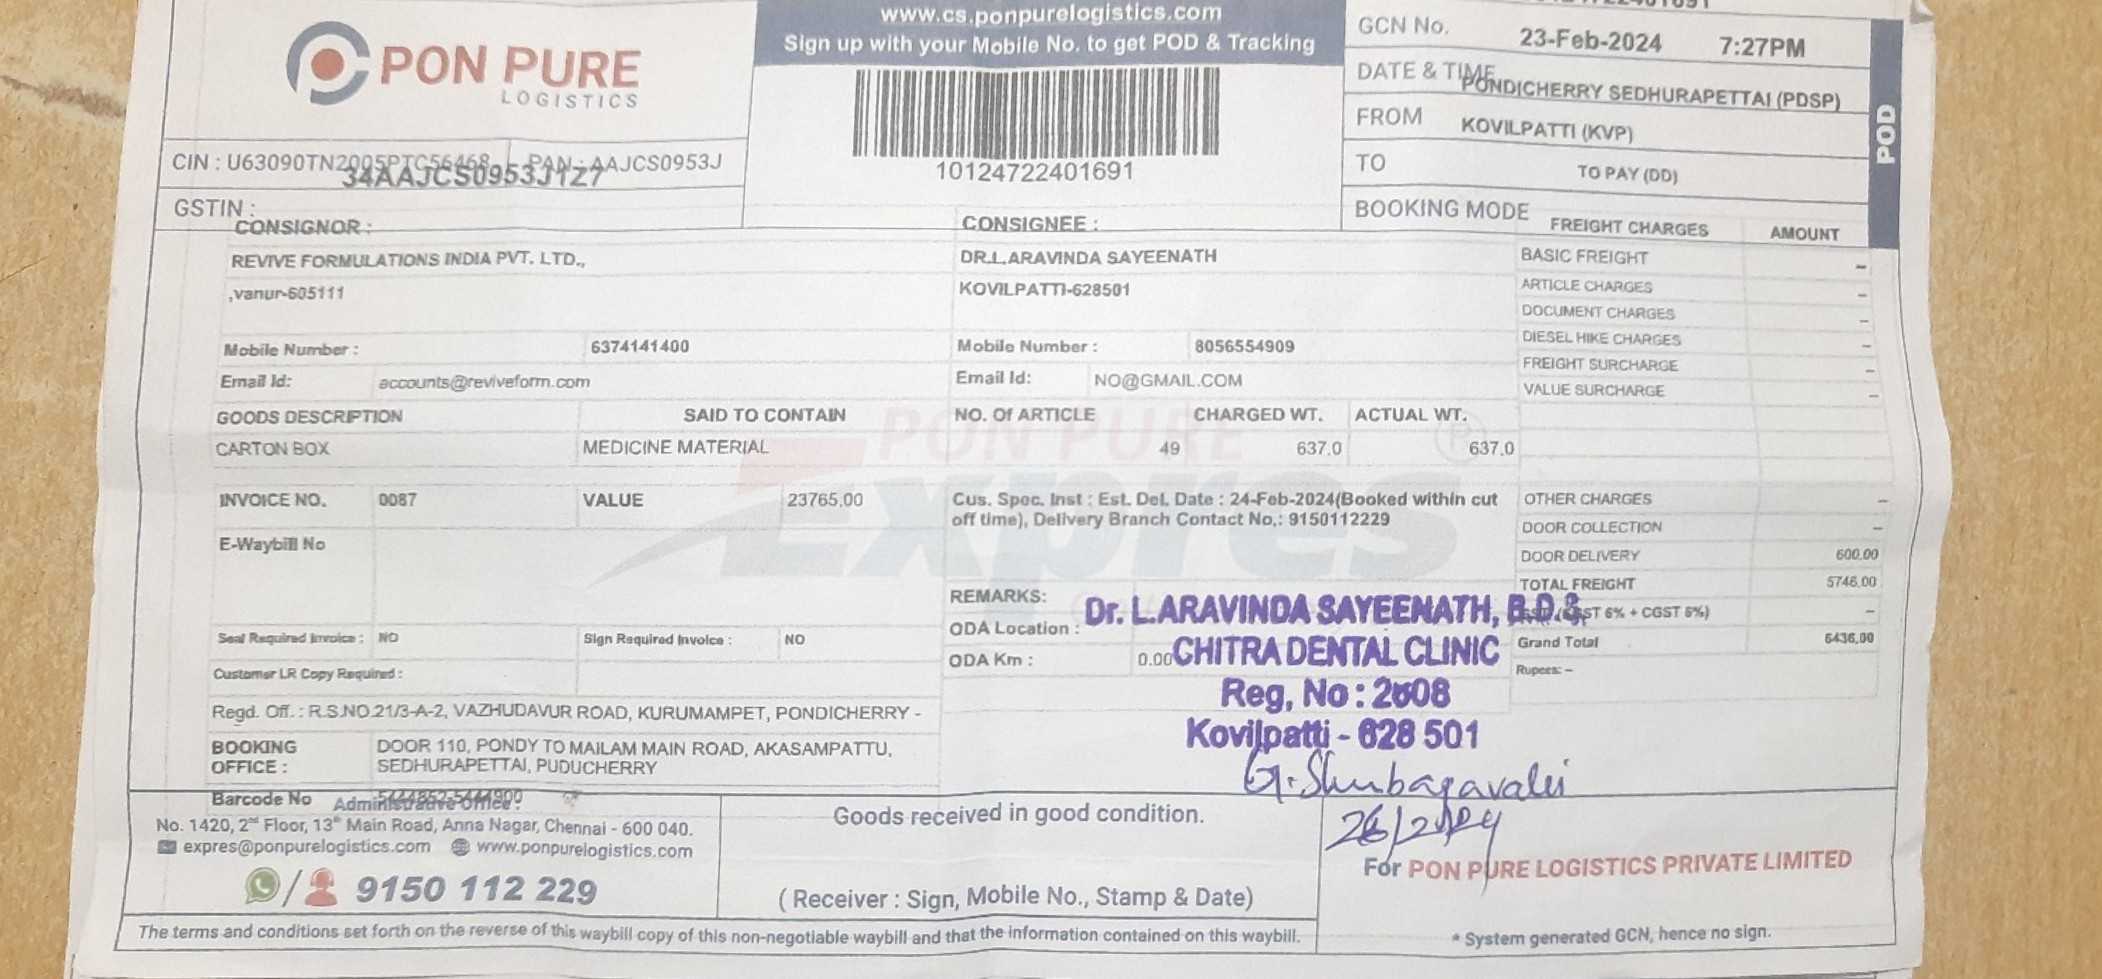 PON PURE
LOGISTICS
www.cs.ponpurelogistics.com
Sign up with your Mobile No. to get POD & Tracking
10124722401691
GCN No.
23-Feb-2024 7:27PM
DATE & TIME
PONDICHERRY SEDHURAPETTAI (PDSP)
FROM
KOVILPATTI (KVP)
TO
TO PAY (DD)
BOOKING MODE
POD
CIN : U63090TN2005PTC56468 PAN : AAJCS0953J
34AAJCS0953J1Z7
GSTIN :
CONSIGNOR : CONSIGNEE : FREIGHT CHARGES AMOUNT
REVIVE FORMULATIONS INDIA PVT. LTD., DR.L.ARAVINDA SAYEENATH BASIC FREIGHT –
,vanur-605111 KOVILPATTI-628501 ARTICLE CHARGES –
DOCUMENT CHARGES –
Mobile Number : 6374141400 Mobile Number : 8056554909 DIESEL HIKE CHARGES –
FREIGHT SURCHARGE –
Email Id: accounts@reviveform.com Email Id: NO@GMAIL.COM VALUE SURCHARGE –
GOODS DESCRIPTION SAID TO CONTAIN NO. Of ARTICLE CHARGED WT. ACTUAL WT.
CARTON BOX MEDICINE MATERIAL 49 637.0 637.0
PON PURE
Expres
INVOICE NO. 0087 VALUE 23765.00 Cus. Spec. Inst : Est. Del. Date : 24-Feb-2024(Booked within cut OTHER CHARGES –
off time), Delivery Branch Contact No,: 9150112229 DOOR COLLECTION –
E-Waybill No DOOR DELIVERY 600.00
REMARKS: TOTAL FREIGHT 5746.00
Dr. L.ARAVINDA SAYEENATH, B.D.S, 6% + CGST 6%) –
ODA Location :
Seal Required Invoice : NO Sign Required Invoice : NO Grand Total 6436.00
ODA Km : 0.00 CHITRA DENTAL CLINIC Rupees: –
Customer LR Copy Required :
Reg, No : 2608
Regd. Off. : R.S.NO.21/3-A-2, VAZHUDAVUR ROAD, KURUMAMPET, PONDICHERRY -
Kovilpatti - 628 501
BOOKING OFFICE : DOOR 110, PONDY TO MAILAM MAIN ROAD, AKASAMPATTU,
SEDHURAPETTAI, PUDUCHERRY
G. Shubagavalli
Barcode No
Administrative Office :
Goods received in good condition.
26/2/24
No. 1420, 2nd Floor, 13th Main Road, Anna Nagar, Chennai - 600 040.
expres@ponpurelogistics.com www.ponpurelogistics.com
For PON PURE LOGISTICS PRIVATE LIMITED
/ 9150 112 229
( Receiver : Sign, Mobile No., Stamp & Date)
The terms and conditions set forth on the reverse of this waybill copy of this non-negotiable waybill and that the information contained on this waybill.
* System generated GCN, hence no sign.